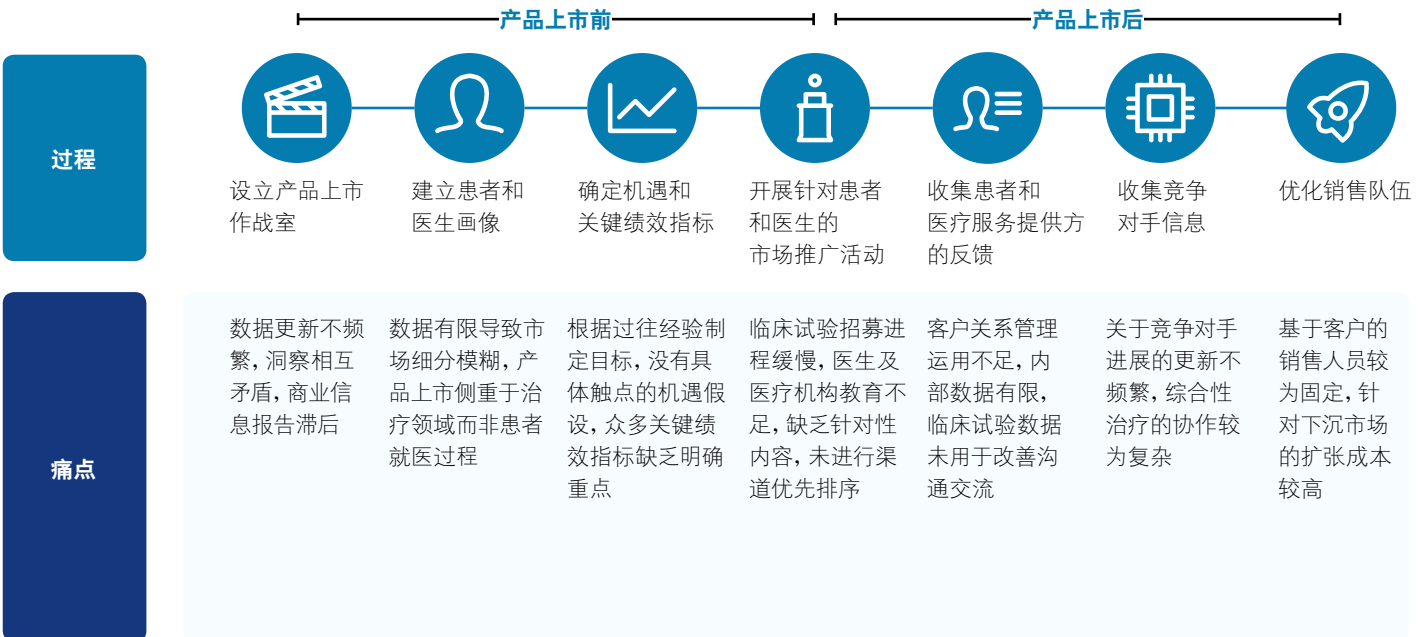 产品上市前
产品上市后
过程
设立产品上市
作战室
建立患者和
医生画像
确定机遇和
关键绩效指标
开展针对患者
和医生的
市场推广活动
收集患者和
医疗服务提供方
的反馈
收集竞争
对手信息
优化销售队伍
痛点
数据更新不频
繁，洞察相互
矛盾，商业信
息报告滞后
数据有限导致市
场细分模糊，产
品上市侧重于治
疗领域而非患者
就医过程
根据过往经验制
定目标，没有具
体触点的机遇假
设，众多关键绩
效指标缺乏明确
重点
临床试验招募进
程缓慢，医生及
医疗机构教育不
足，缺乏针对性
内容，未进行渠
道优先排序
客户关系管理
运用不足，内
部数据有限，
临床试验数据
未用于改善沟
通交流
关于竞争对手
进展的更新不
频繁，综合性
治疗的协作较
为复杂
基于客户的
销售人员较
为固定，针
对下沉市场
的扩张成本
较高